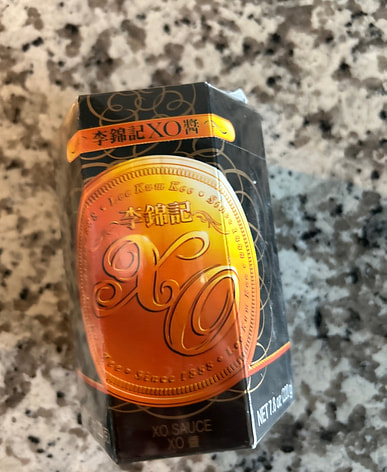 李錦記XO醬
Lee Kum Kee
李錦記
XO
Since 1888
XO SAUCE
XO 醬
NET 7.8 oz (220 g)